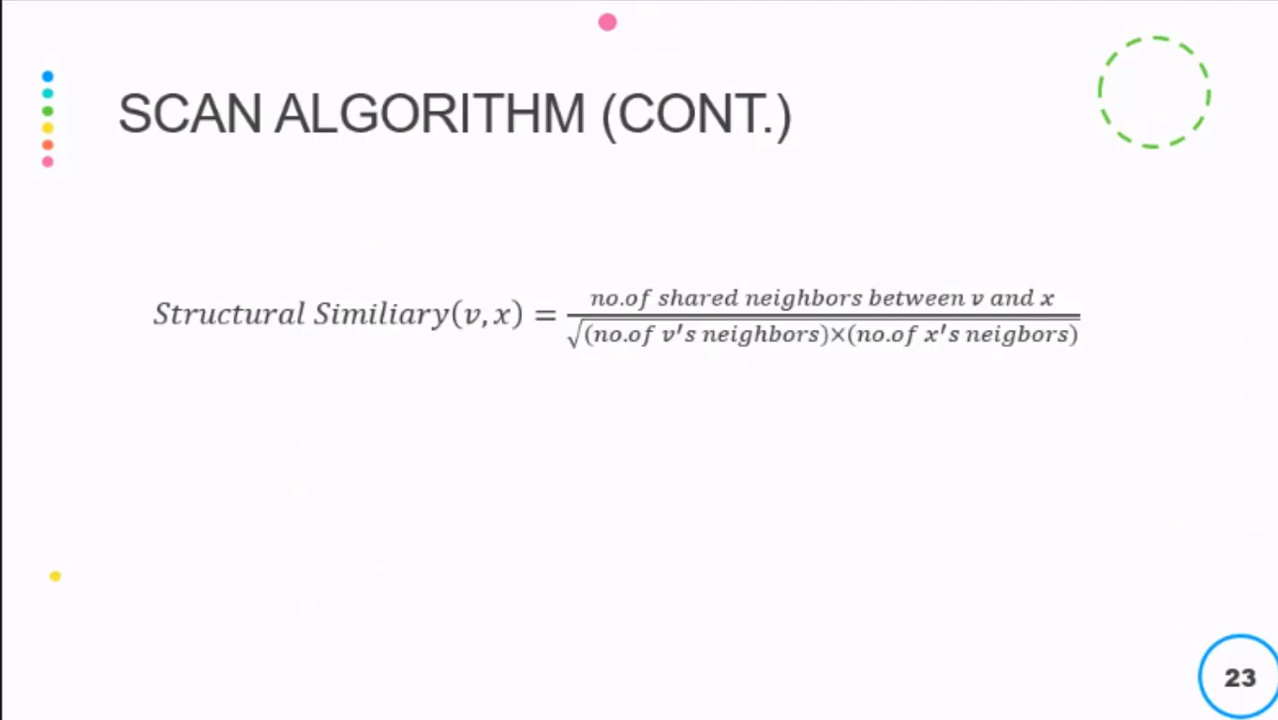 SCAN ALGORITHM (CONT.)
Structural Similiary(v, x) = no.of shared neighbors between v and x / √(no.of v's neighbors)×(no.of x's neigbors)
23